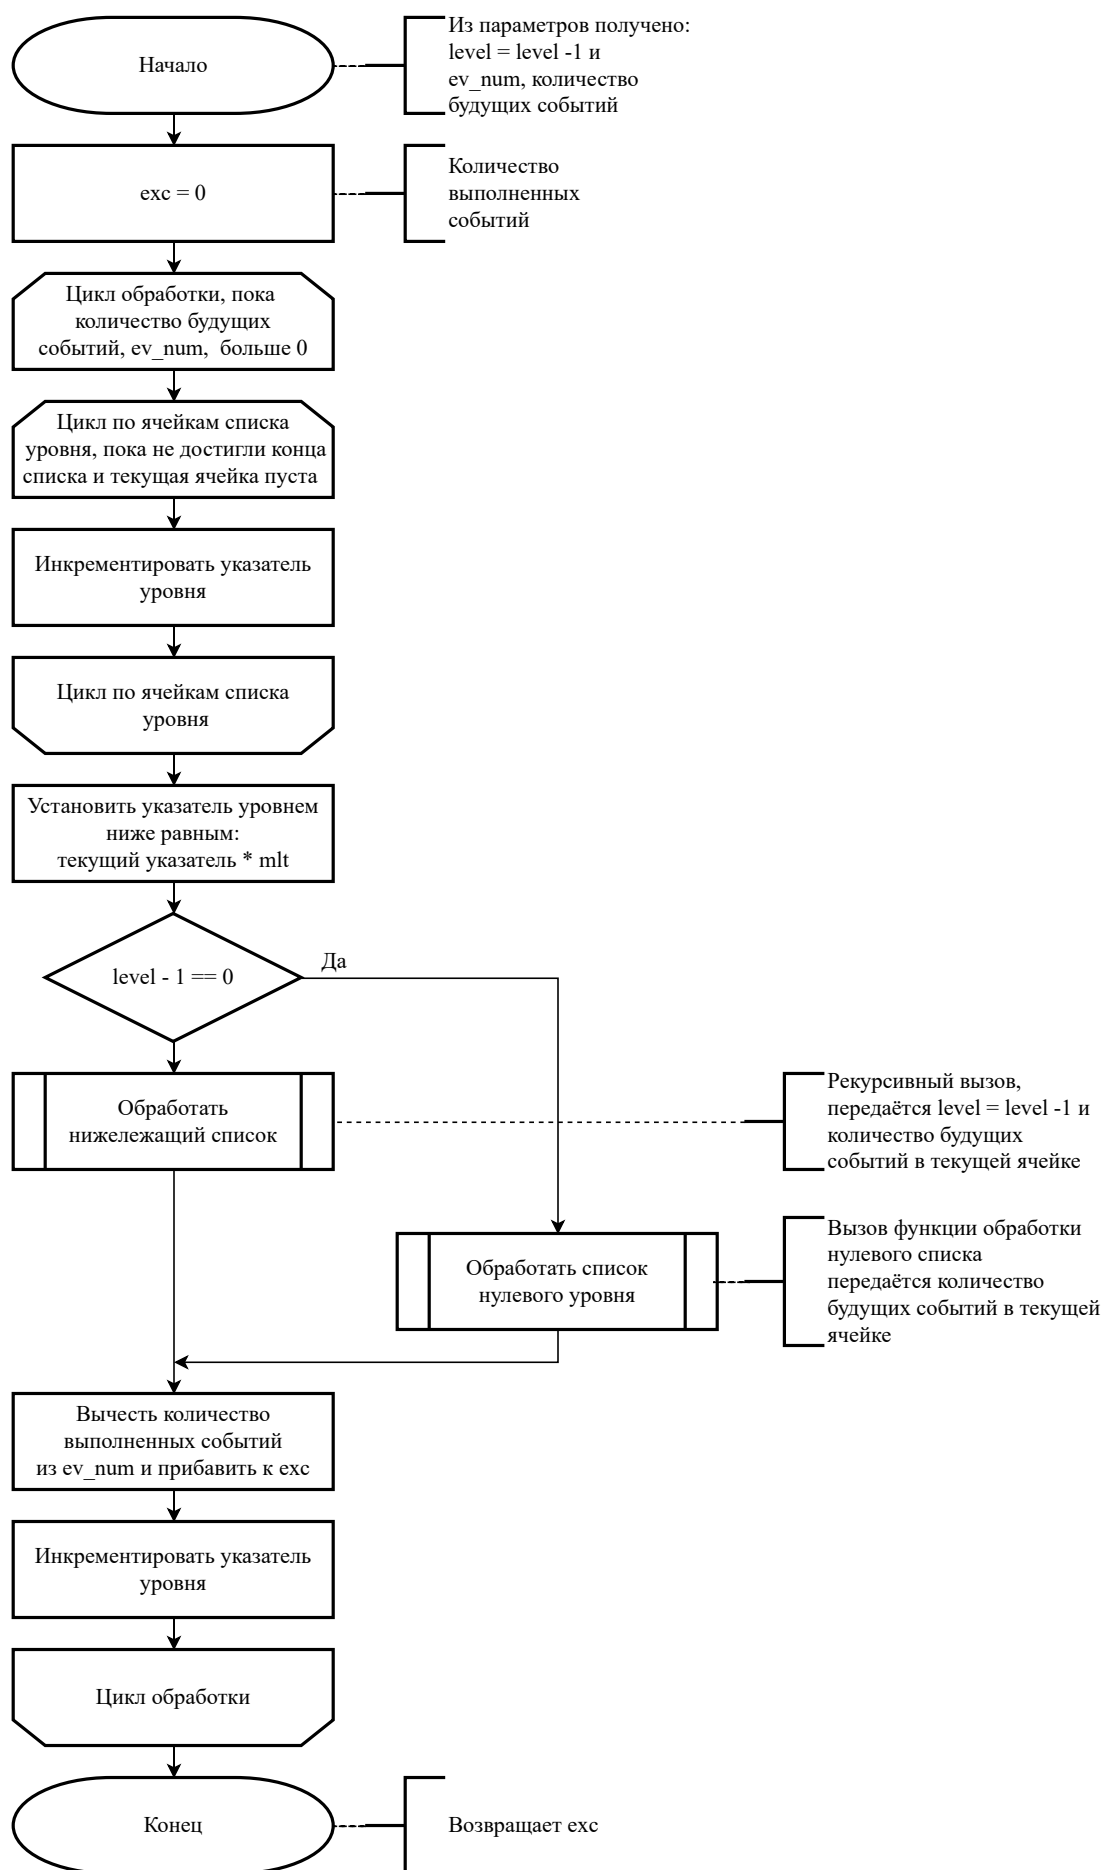 Начало
Из параметров получено:
level = level -1 и
ev_num, количество
будущих событий
exc = 0
Количество
выполненных
событий
Цикл обработки, пока
количество будущих
событий, ev_num, больше 0
Цикл по ячейкам списка
уровня, пока не достигли конца
списка и текущая ячейка пуста
Инкрементировать указатель
уровня
Цикл по ячейкам списка
уровня
Установить указатель уровнем
ниже равным:
текущий указатель * mlt
level - 1 == 0
Да
Обработать
нижележащий список
Рекурсивный вызов,
передаётся level = level -1 и
количество будущих
событий в текущей ячейке
Обработать список
нулевого уровня
Вызов функции обработки
нулевого списка
передаётся количество
будущих событий в текущей
ячейке
Вычесть количество
выполненных событий
из ev_num и прибавить к exc
Инкрементировать указатель
уровня
Цикл обработки
Конец
Возвращает exc